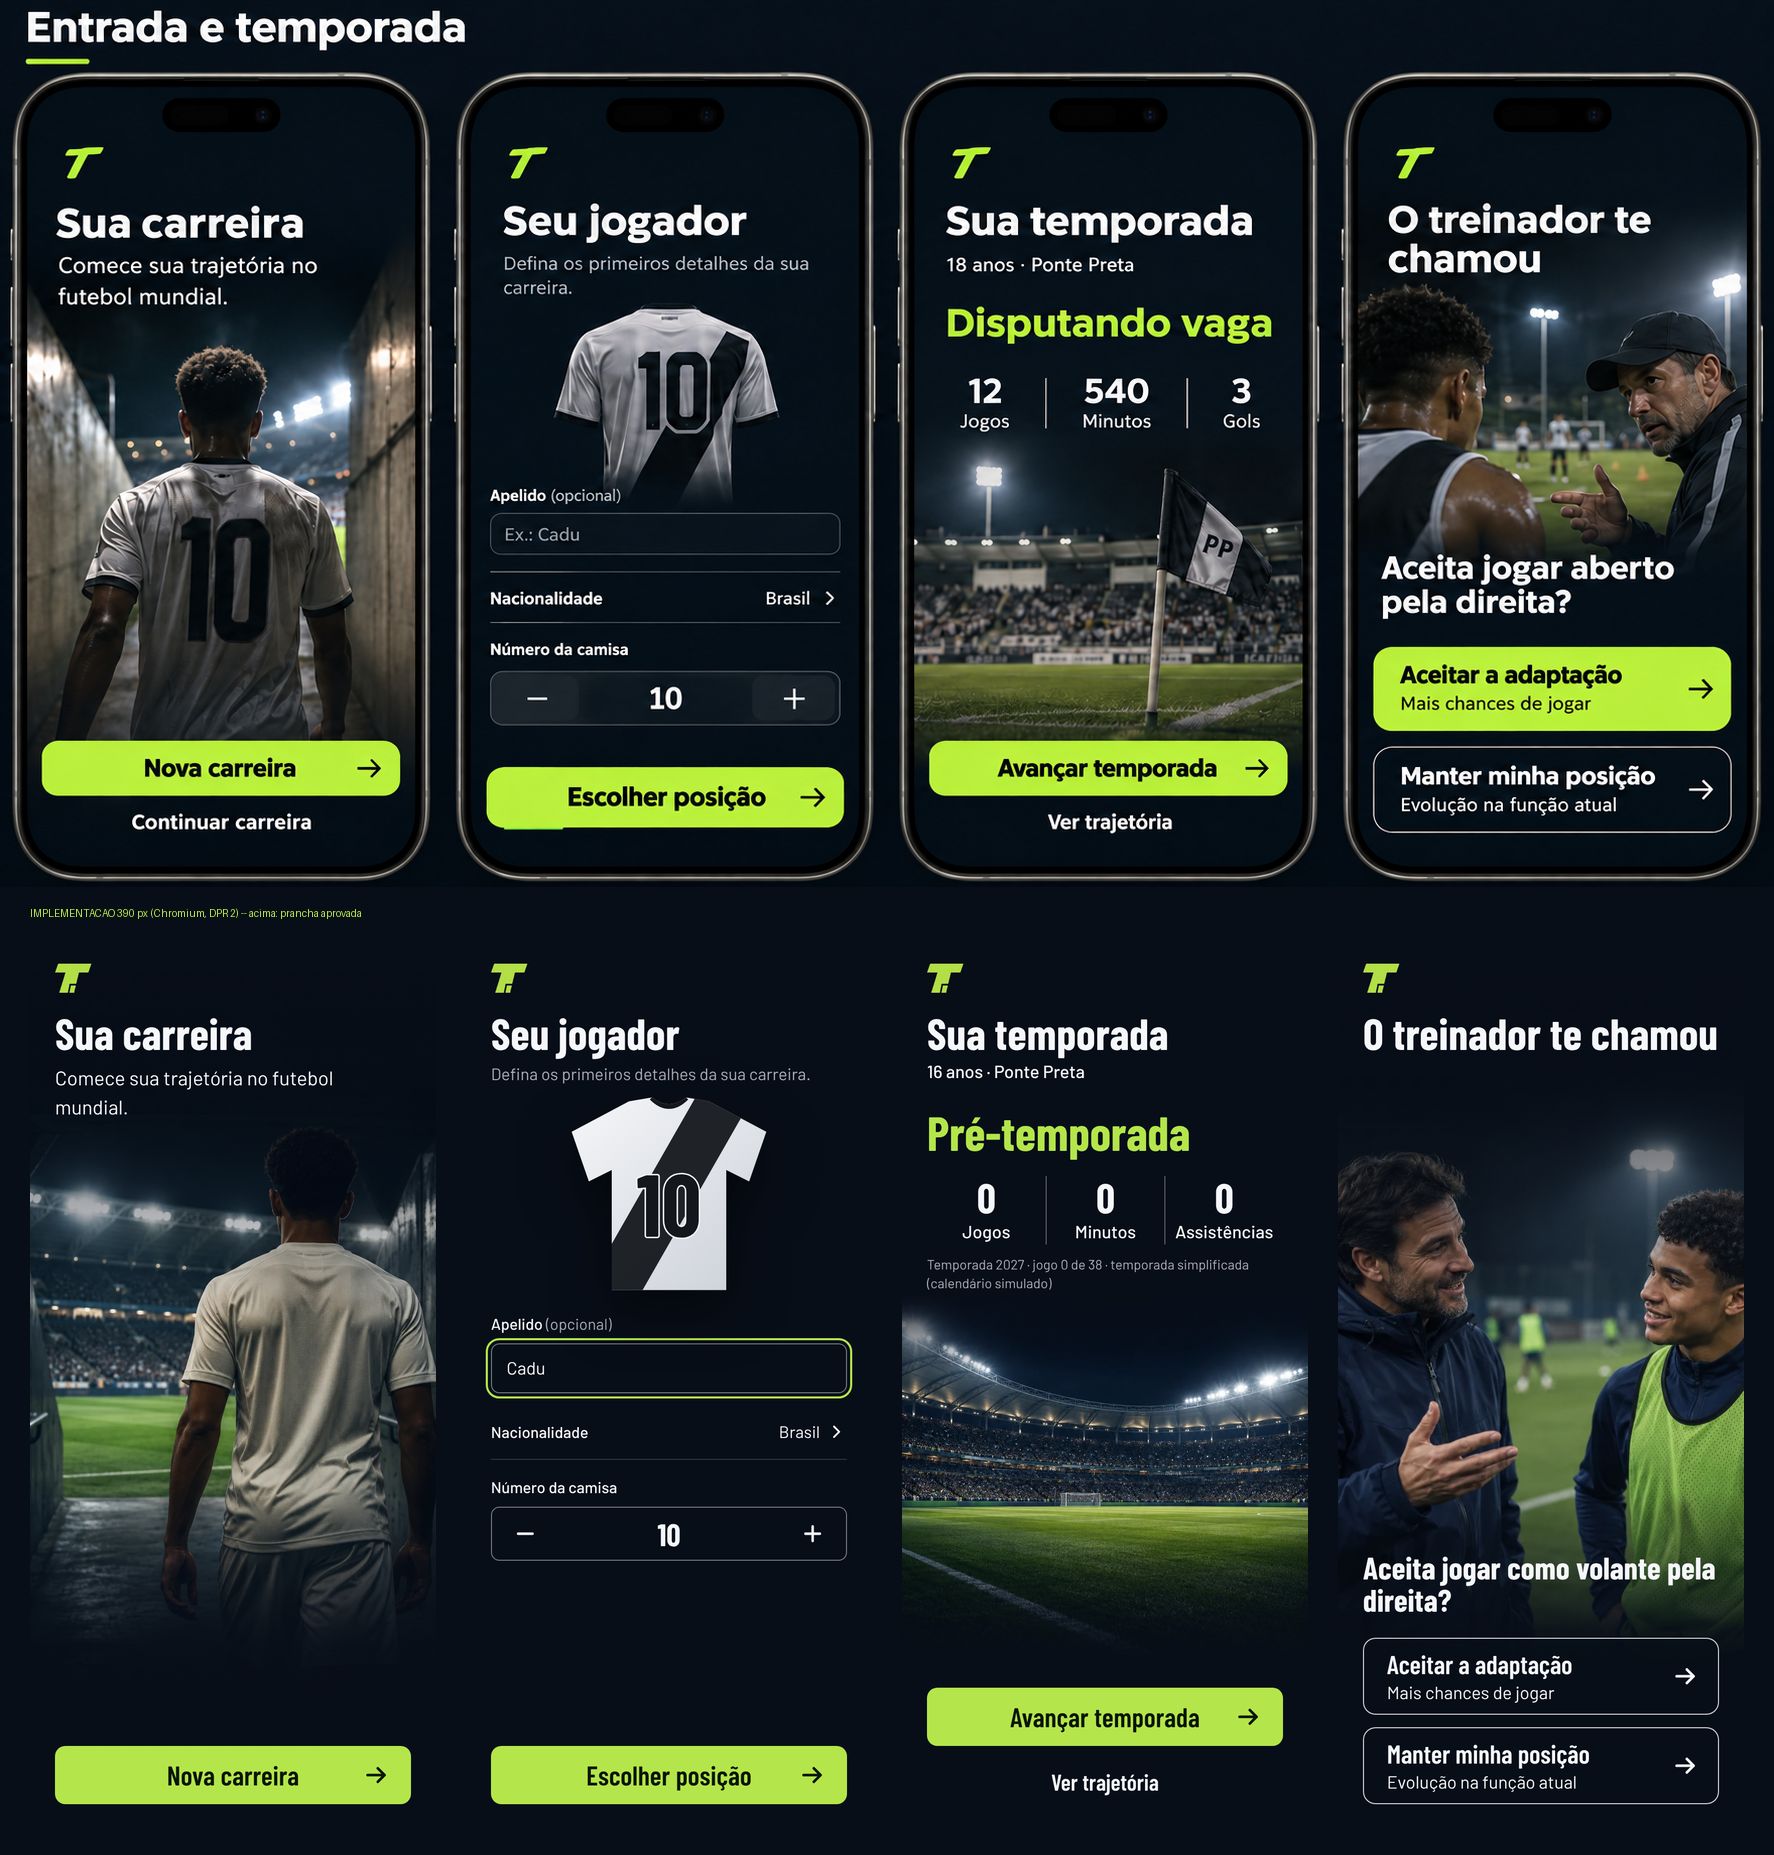 Entrada e temporada
T
Sua carreira
Comece sua trajetória no
futebol mundial.
10
Nova carreira
Continuar carreira
T
Seu jogador
Defina os primeiros detalhes da sua
carreira.
10
Apelido (opcional)
Ex.: Cadu
Nacionalidade
Brasil
Número da camisa
− 10 +
Escolher posição
T
Sua temporada
18 anos · Ponte Preta
Disputando vaga
12 540 3
Jogos Minutos Gols
PP
Avançar temporada
Ver trajetória
T
O treinador te
chamou
Aceita jogar aberto
pela direita?
Aceitar a adaptação
Mais chances de jogar
Manter minha posição
Evolução na função atual
IMPLEMENTACAO 390 px (Chromium, DPR 2) -- acima: prancha aprovada
T
Sua carreira
Comece sua trajetória no futebol
mundial.
Nova carreira
T
Seu jogador
Defina os primeiros detalhes da sua carreira.
10
Apelido (opcional)
Cadu
Nacionalidade
Brasil
Número da camisa
− 10 +
Escolher posição
T
Sua temporada
16 anos · Ponte Preta
Pré-temporada
0 0 0
Jogos Minutos Assistências
Temporada 2027 · jogo 0 de 38 · temporada simplificada
(calendário simulado)
Avançar temporada
Ver trajetória
T
O treinador te chamou
Aceita jogar como volante pela
direita?
Aceitar a adaptação
Mais chances de jogar
Manter minha posição
Evolução na função atual